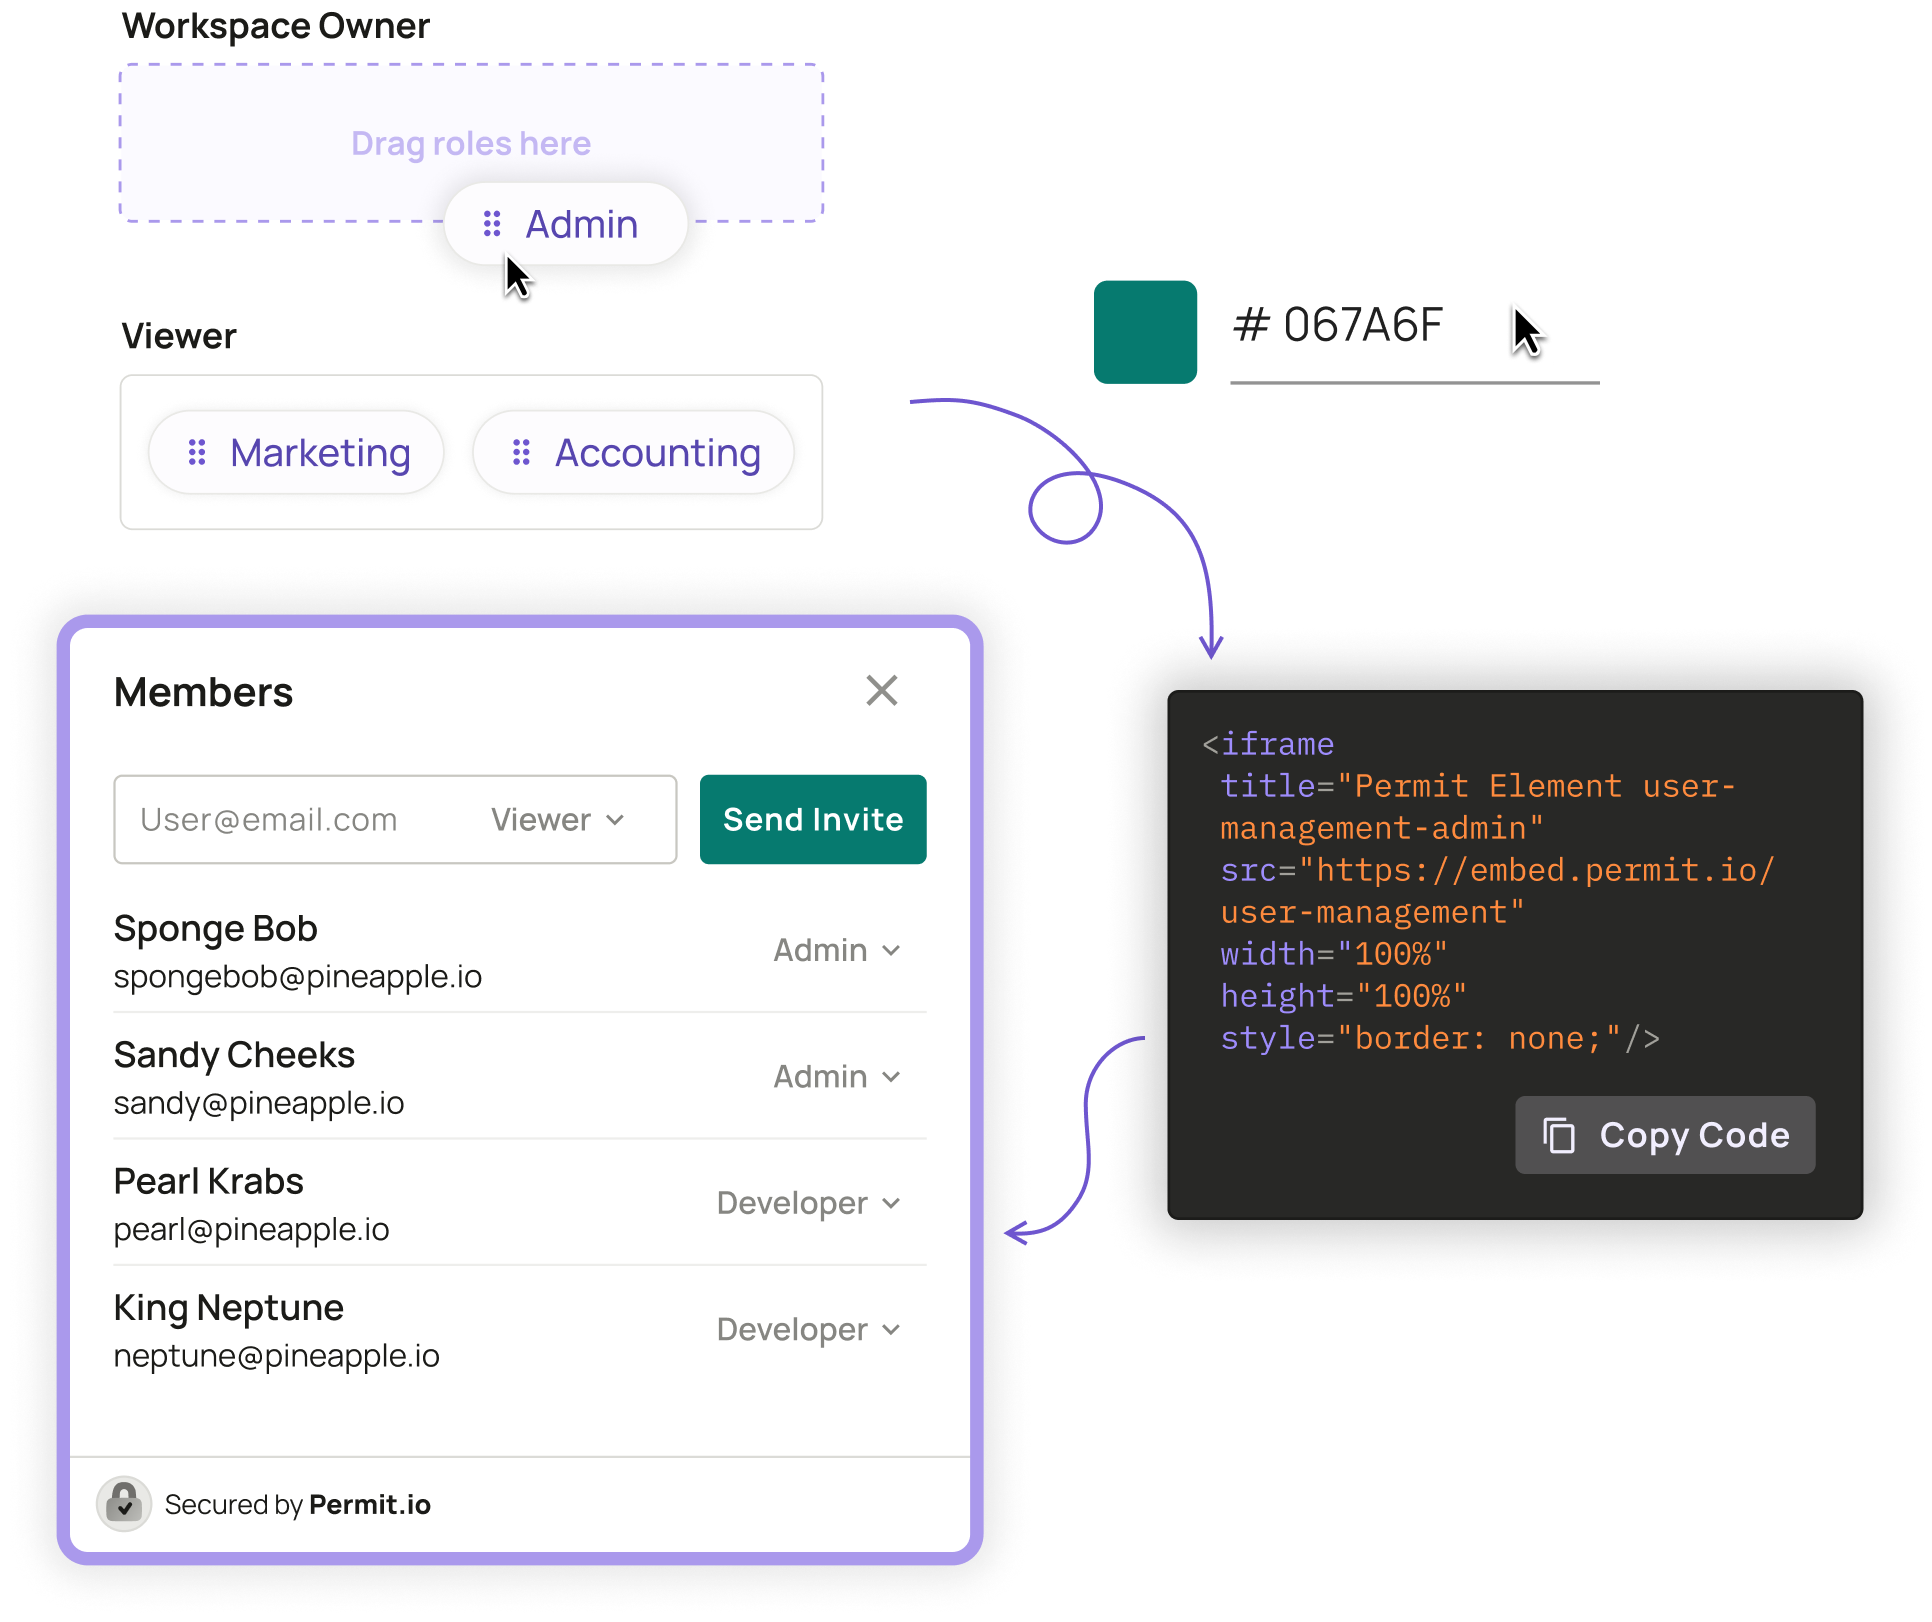 Workspace Owner
Drag roles here
Admin
Viewer
Marketing
Accounting
# 067A6F
Members
User@email.com
Viewer
Send Invite
Sponge Bob
spongebob@pineapple.io
Admin
Sandy Cheeks
sandy@pineapple.io
Admin
Pearl Krabs
pearl@pineapple.io
Developer
King Neptune
neptune@pineapple.io
Developer
Secured by Permit.io
<iframe
title="Permit Element user-
management-admin"
src="https://embed.permit.io/
user-management"
width="100%"
height="100%"
style="border: none;"/>
Copy Code